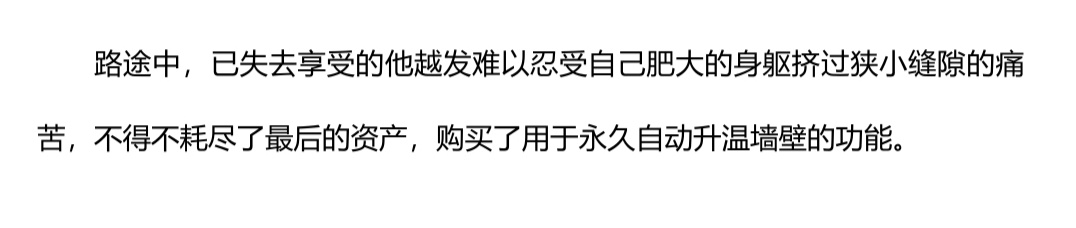 路途中，已失去享受的他越发难以忍受自己肥大的身躯挤过狭小缝隙的痛
苦，不得不耗尽了最后的资产，购买了用于永久自动升温墙壁的功能。